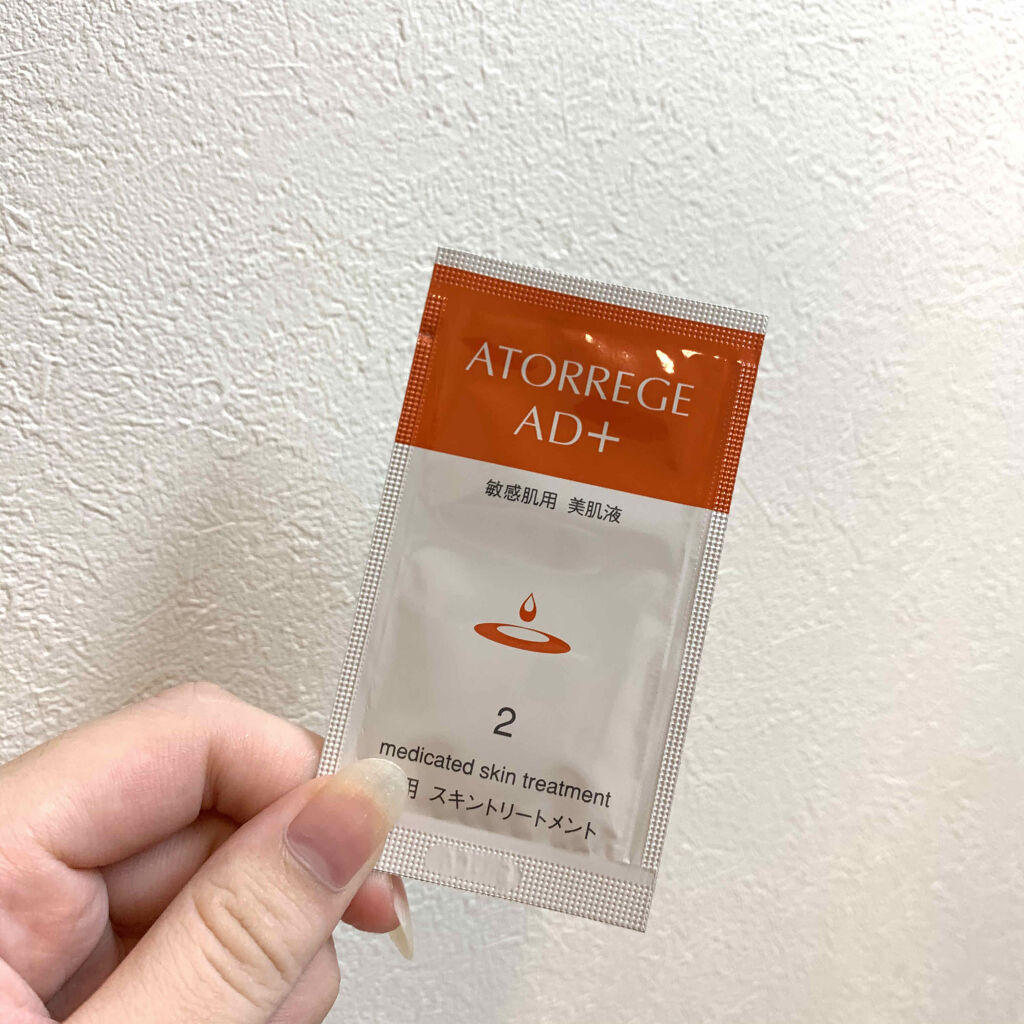 ATORREGE
AD+
敏感肌用 美肌液
2
medicated skin treatment
用 スキントリートメント